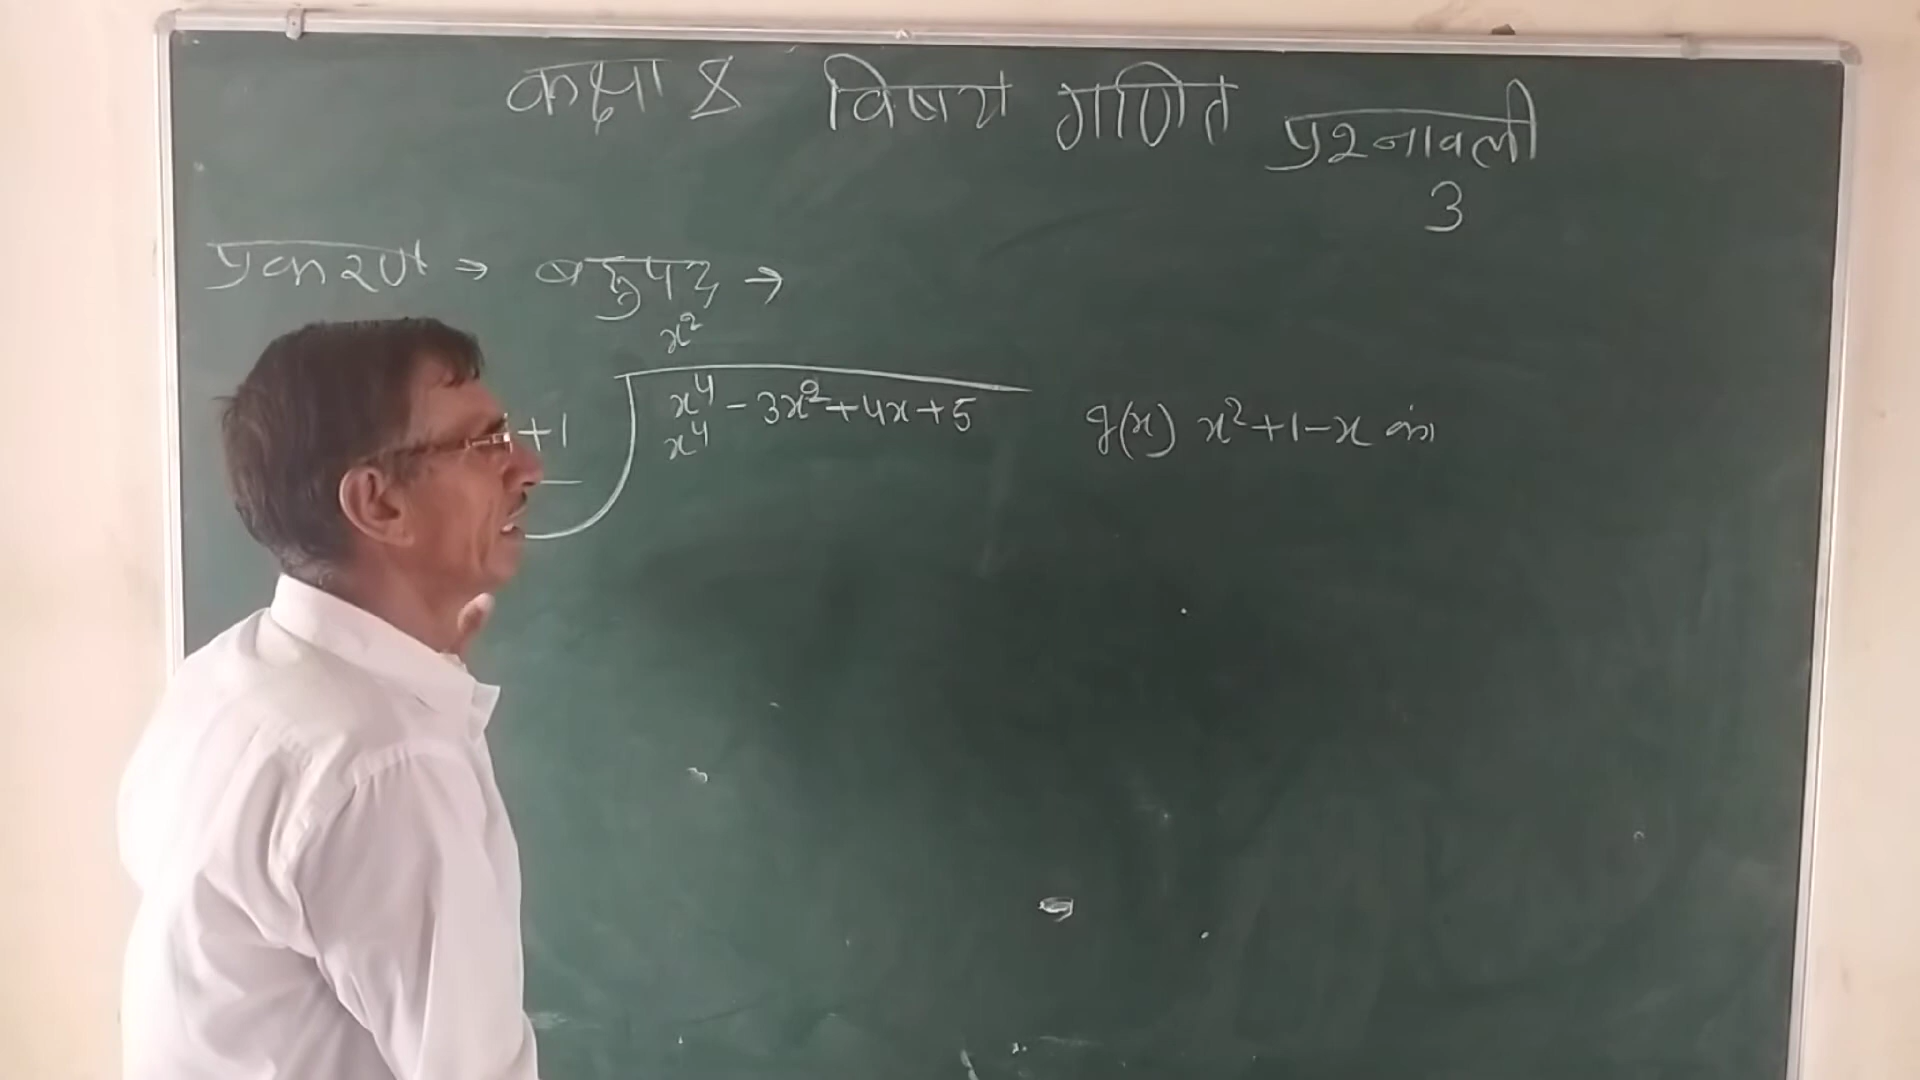 कक्षा 8 विषय गणित प्रश्नावली
3
प्रकरण → बहुपद →
x²
+1 x⁴ - 3x² + 4x + 5 g(x) x²+1-x का
x⁴